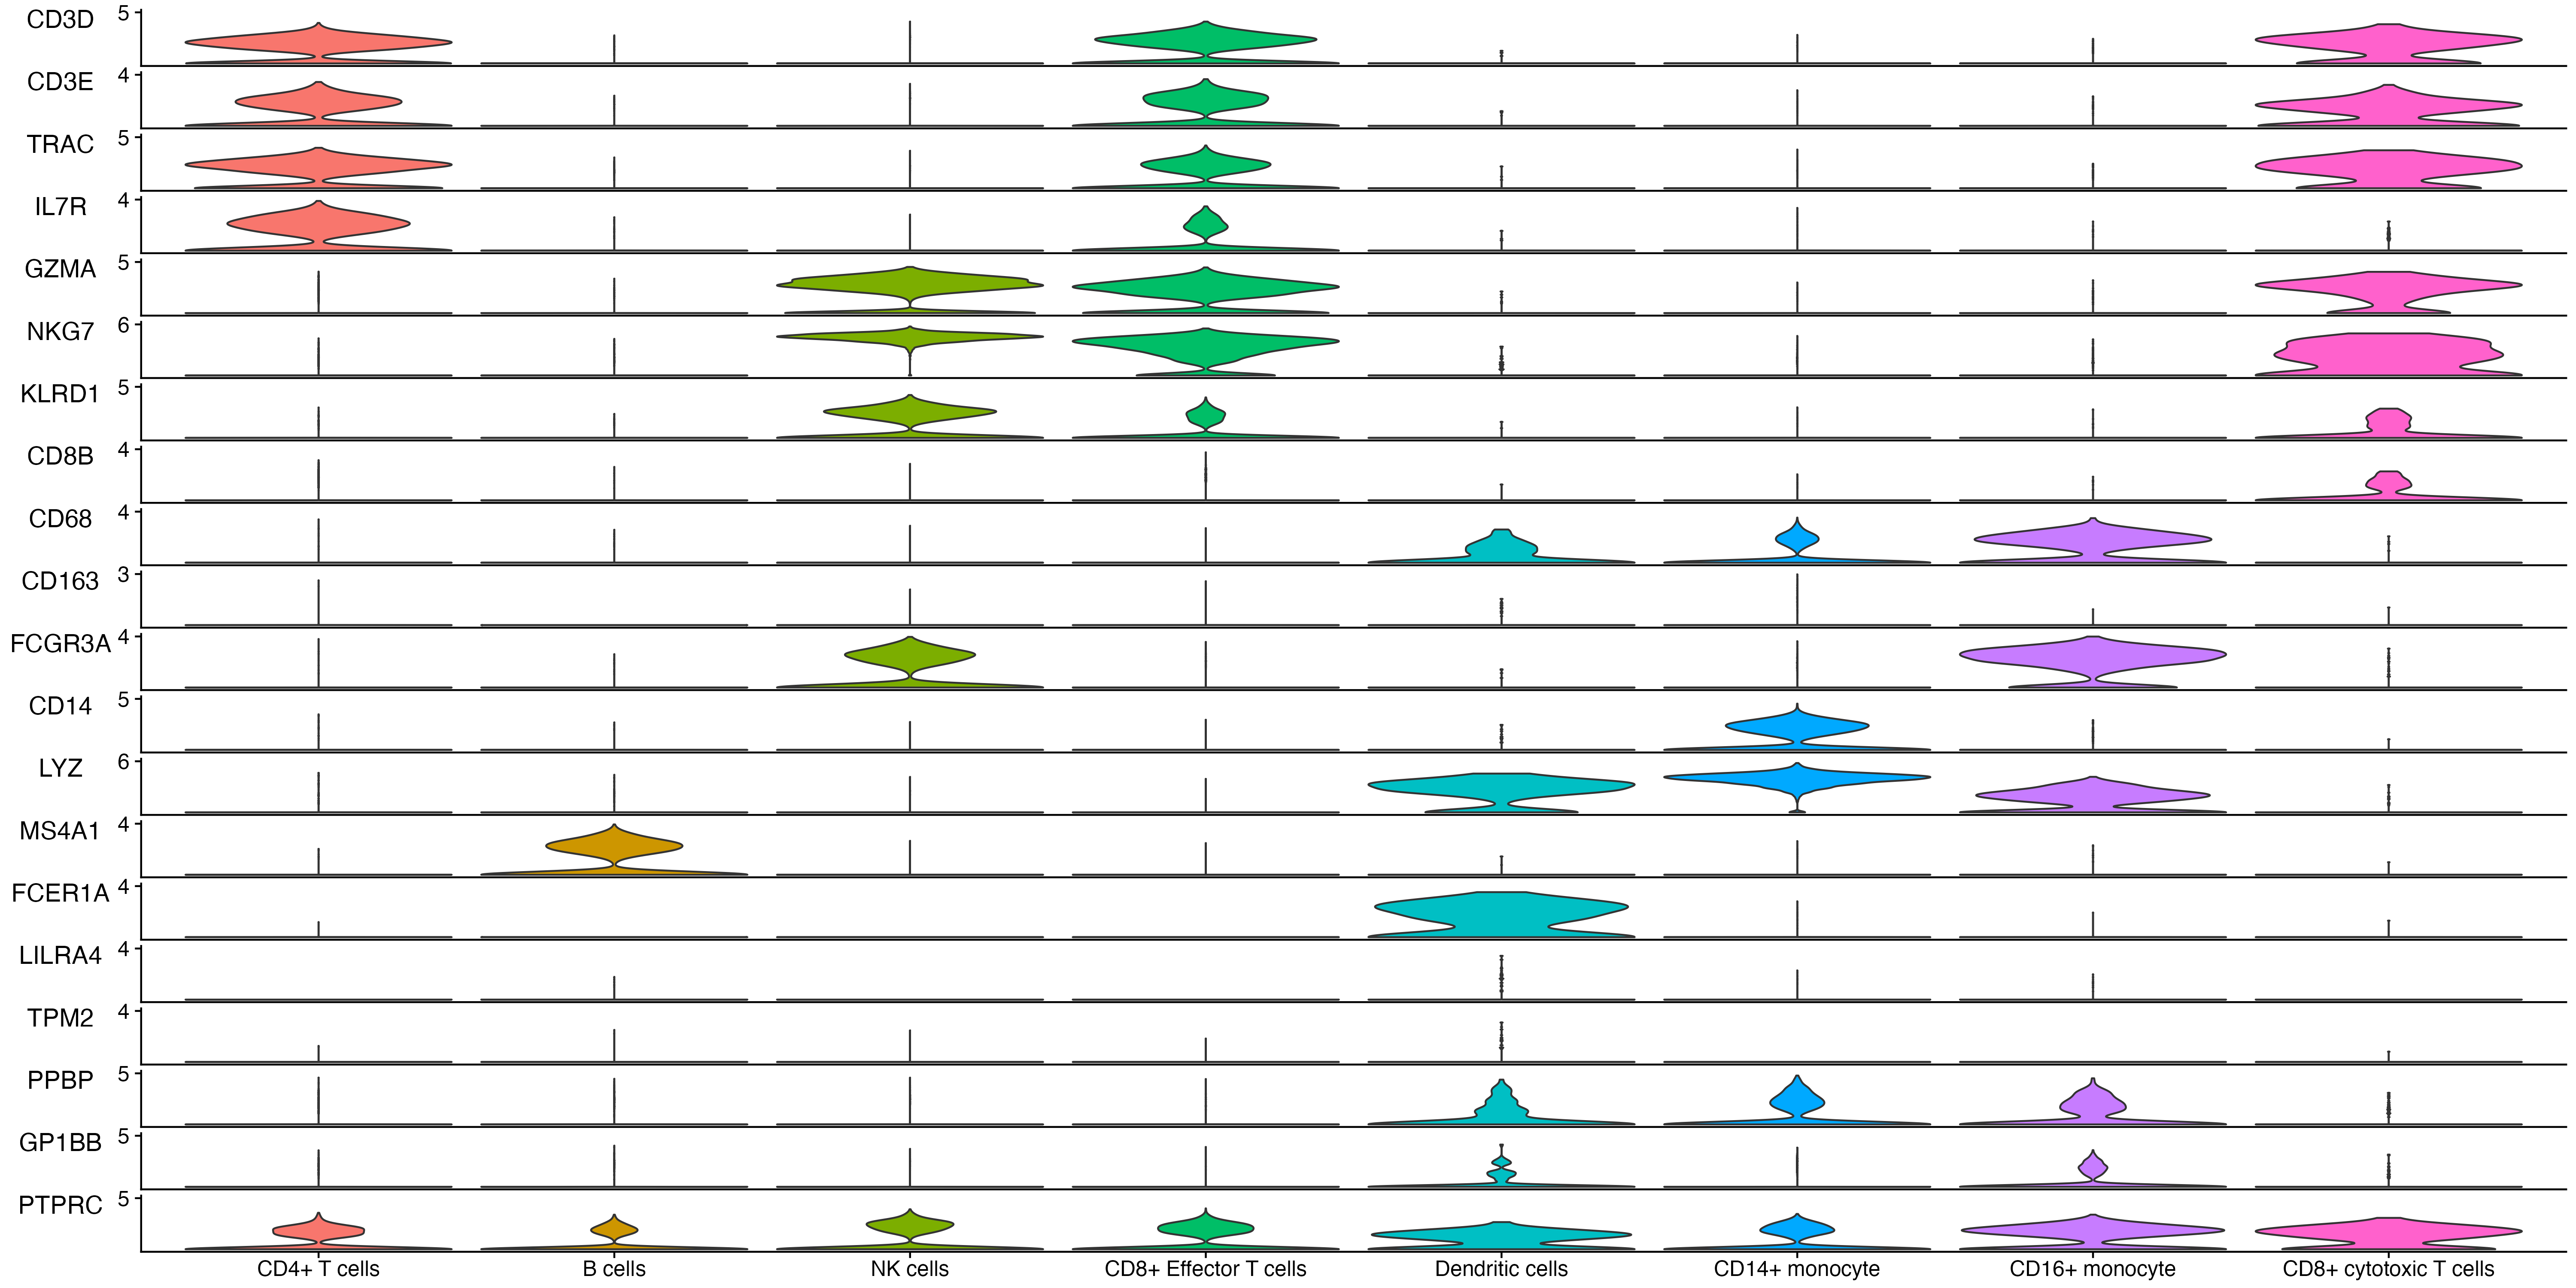 CD3D 5
CD3E 4
TRAC 5
IL7R 4
GZMA 5
NKG7 6
KLRD1 5
CD8B 4
CD68 4
CD163 3
FCGR3A 4
CD14 5
LYZ 6
MS4A1 4
FCER1A 4
LILRA4 4
TPM2 4
PPBP 5
GP1BB 5
PTPRC 5
CD4+ T cells B cells NK cells CD8+ Effector T cells Dendritic cells CD14+ monocyte CD16+ monocyte CD8+ cytotoxic T cells